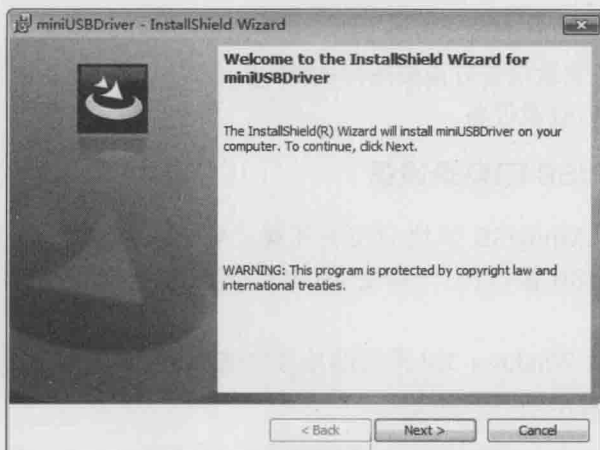 miniUSBDriver - InstallShield Wizard
Welcome to the InstallShield Wizard for
miniUSBDriver
The InstallShield(R) Wizard will install miniUSBDriver on your
computer. To continue, click Next.
WARNING: This program is protected by copyright law and
international treaties.
< Back
Next >
Cancel